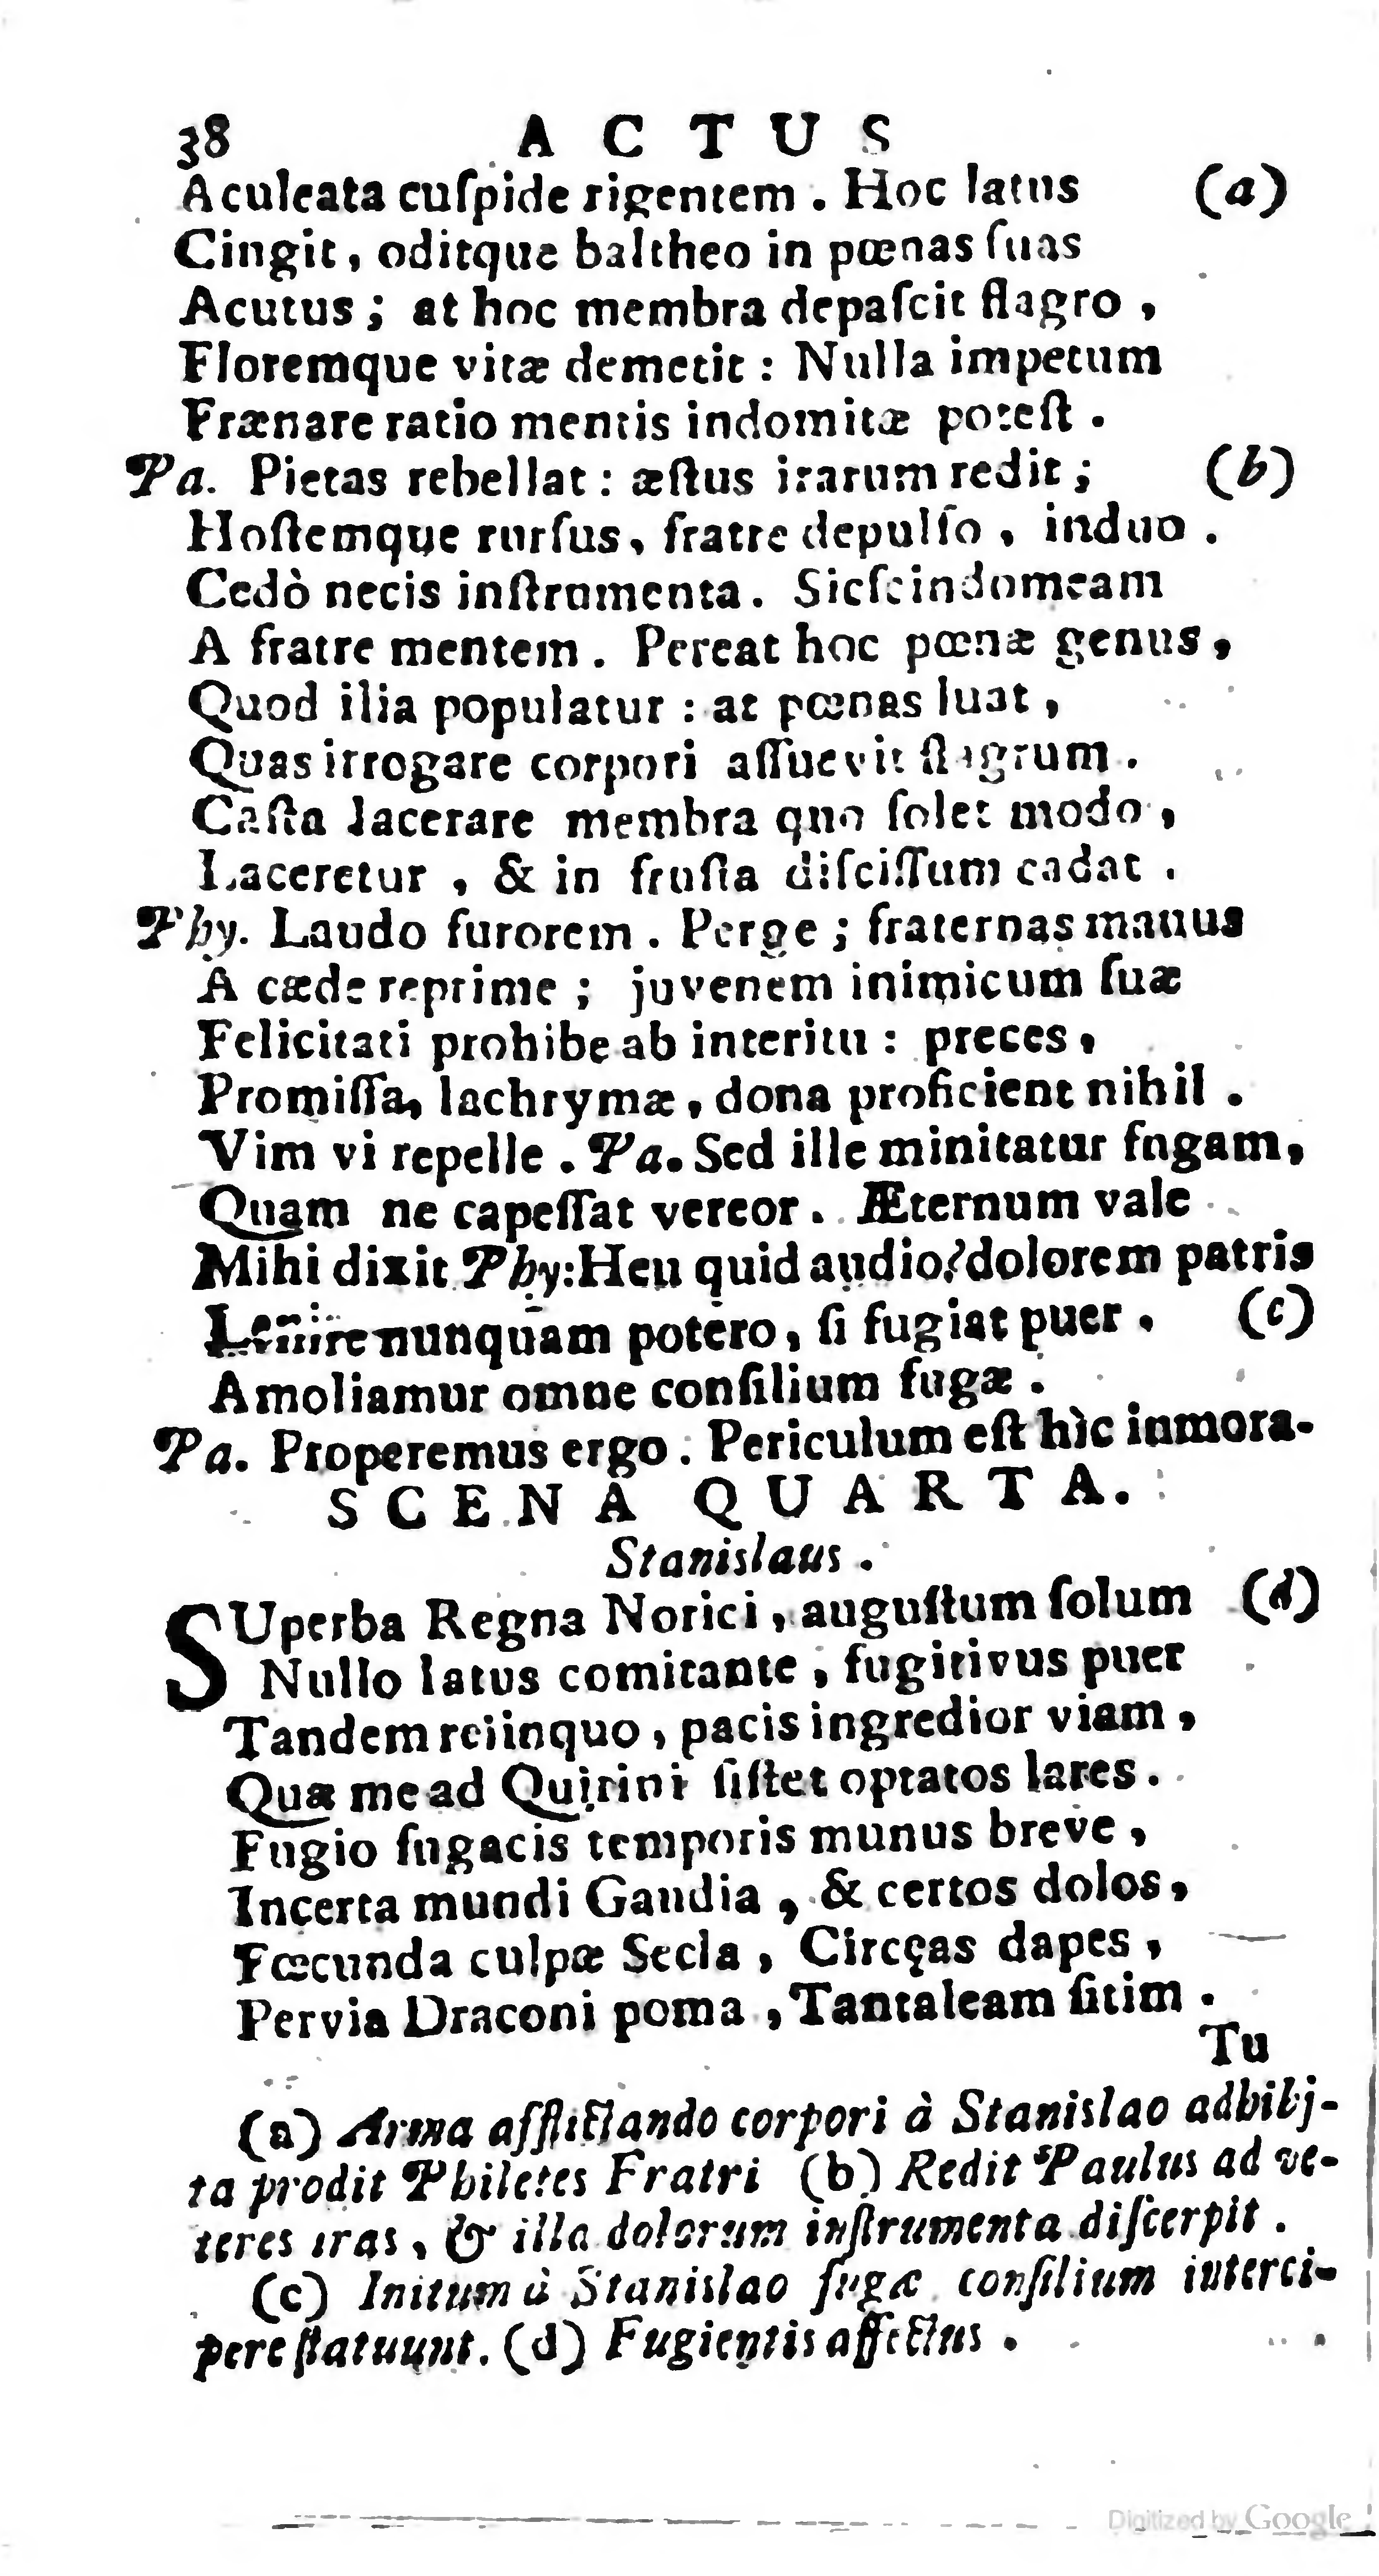 38 ACTUS
Aculeata cuſpide rigentem . Hoc latus (a)
Cingit , oditque baltheo in pœnas ſuas
Acutus ; at hoc membra depaſcit flagro ,
Floremque vitæ demetit : Nulla impetum
Frænare ratio mentis indomitæ poteſt .
Pa. Pietas rebellat : æſtus irarum redit ; (b)
Hoſtemque rurſus , fratre depulſo , induo .
Cedò necis inſtrumenta . Sic ſcindo meam
A fratre mentem . Pereat hoc pœnæ genus ,
Quod ilia populatur : at pœnas luat ,
Quas irrogare corpori aſſuevit flagrum .
Caſta lacerare membra quo ſolet modo ,
Laceretur , & in fruſta diſciſſum cadat .
Phy. Laudo furorem . Perge ; fraternas manus
A cæde reprime ; juvenem inimicum ſuæ
Felicitati prohibe ab interitu : preces ,
Promiſſa, lachrymæ , dona proficient nihil .
Vim vi repelle . Pa. Sed ille minitatur fugam,
Quam ne capeſſat vereor . Æternum vale
Mihi dixit Phy: Heu quid audio? dolorem patris
Lenire nunquam potero , ſi fugiat puer . (c)
Amoliamur omne conſilium fugæ .
Pa. Properemus ergo . Periculum eſt hìc inmora-
SCENA QUARTA.
Stanislaus .
SUperba Regna Norici , auguſtum ſolum (d)
Nullo latus comitante , fugitivus puer
Tandem relinquo , pacis ingredior viam ,
Quæ me ad Quirini ſiſtet optatos lares .
Fugio fugacis temporis munus breve ,
Incerta mundi Gaudia , & certos dolos ,
Fœcunda culpæ Secla , Circças dapes ,
Pervia Draconi poma , Tantaleam ſitim .
Tu
(a) Arma afflictando corpori à Stanislao adhibi-
ta prodit Philetes Fratri (b) Redit Paulus ad ve-
teres iras , & illa dolorum inſtrumenta diſcerpit .
(c) Initum à Stanislao fugæ conſilium interci-
pere ſtatuunt. (d) Fugientis affectus .
Digitized by Google